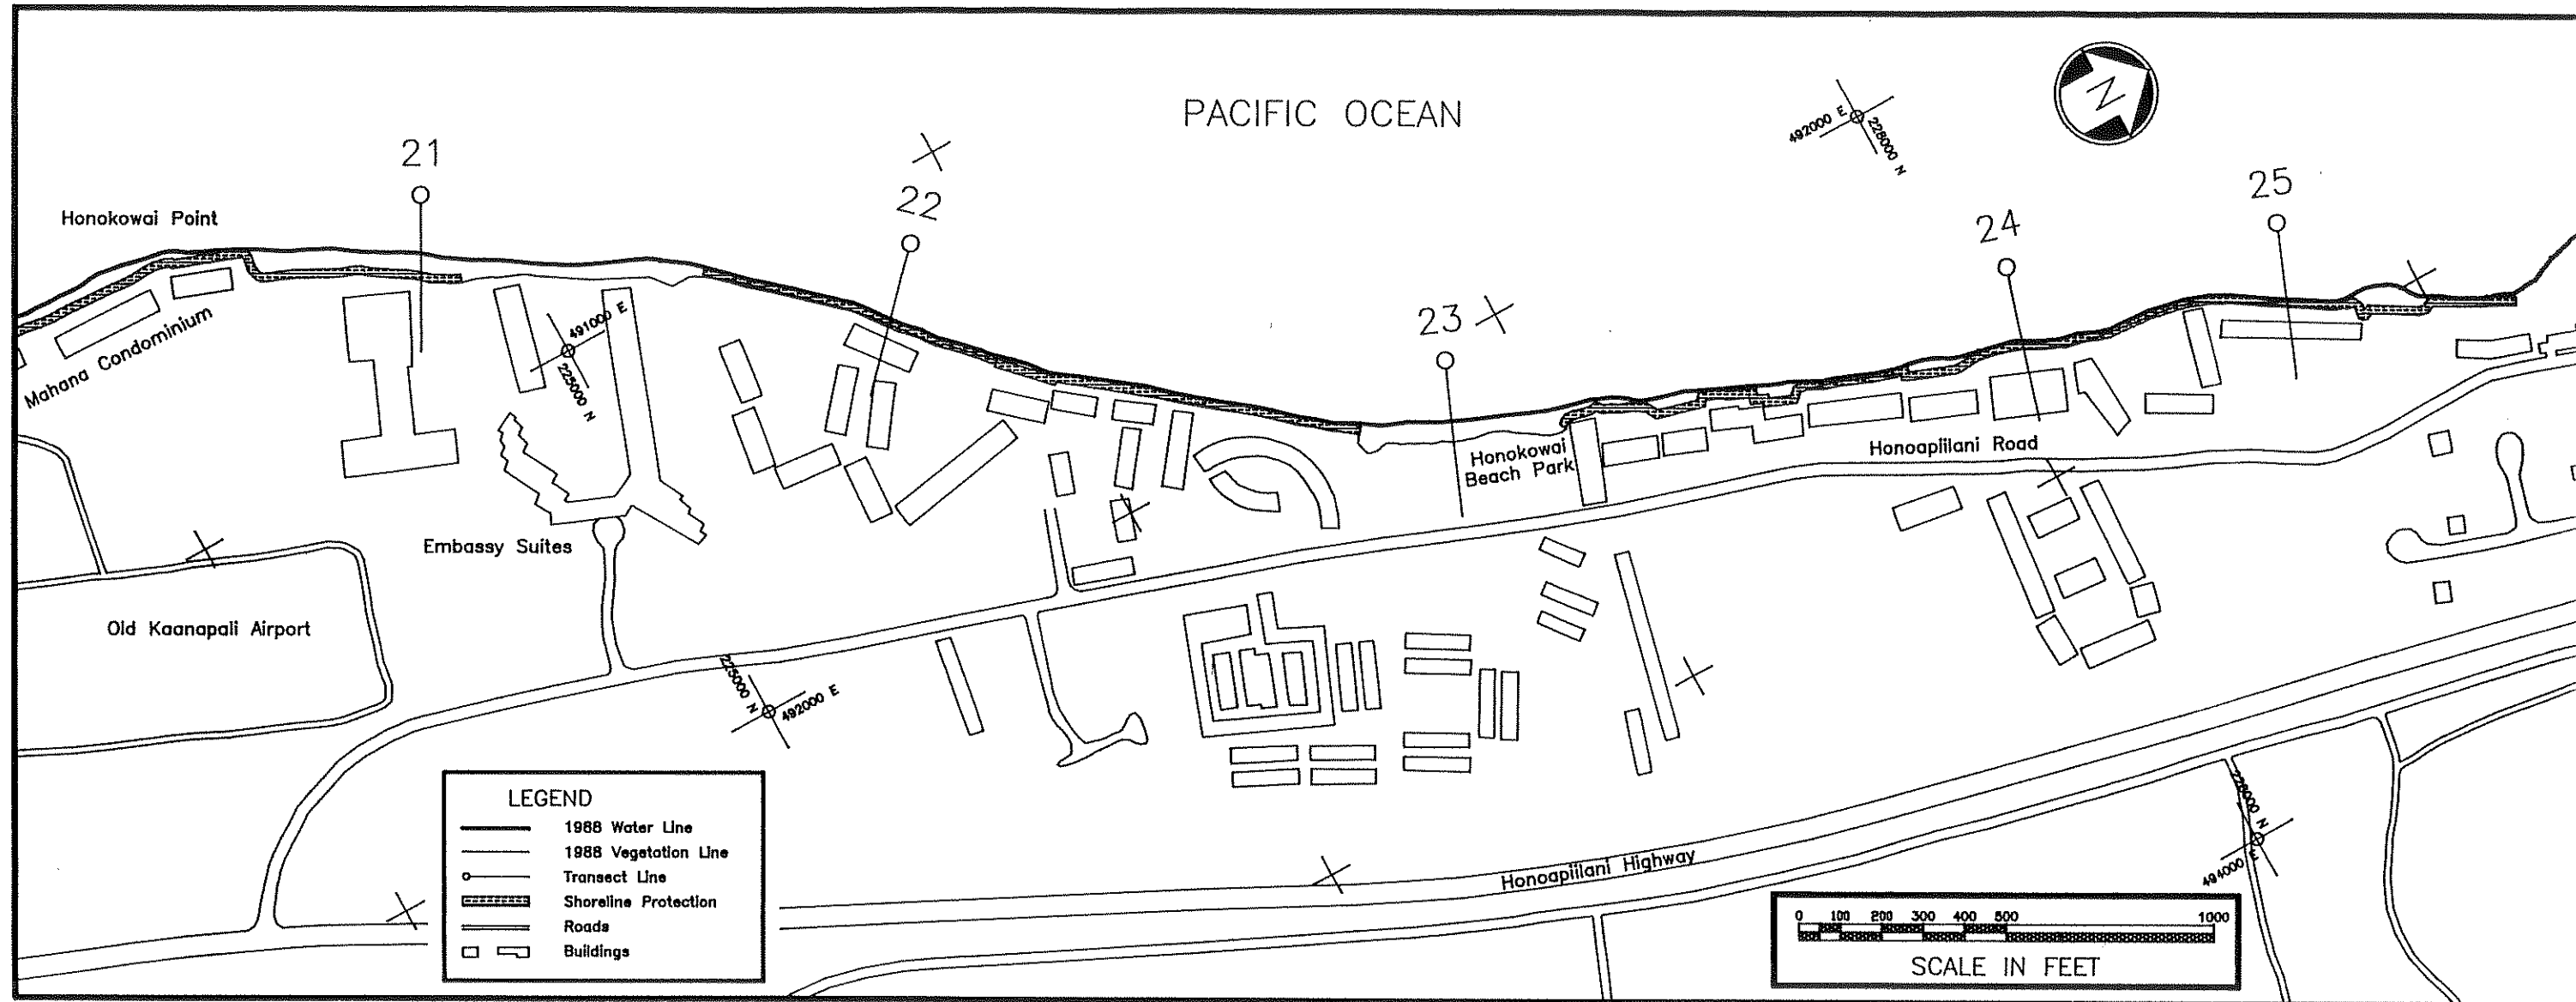 PACIFIC OCEAN
N
492000 E
228000 N
21
22
23
24
25
Honokowai Point
Mahana Condominium
491000 E
225000 N
Honokowai
Beach Park
Honoapiilani Road
Embassy Suites
Old Kaanapali Airport
225000 N
492000 E
LEGEND
1988 Water Line
1988 Vegetation Line
Transect Line
Shoreline Protection
Roads
Buildings
Honoapiilani Highway
228000 N
494000 E
0 100 200 300 400 500 1000
SCALE IN FEET